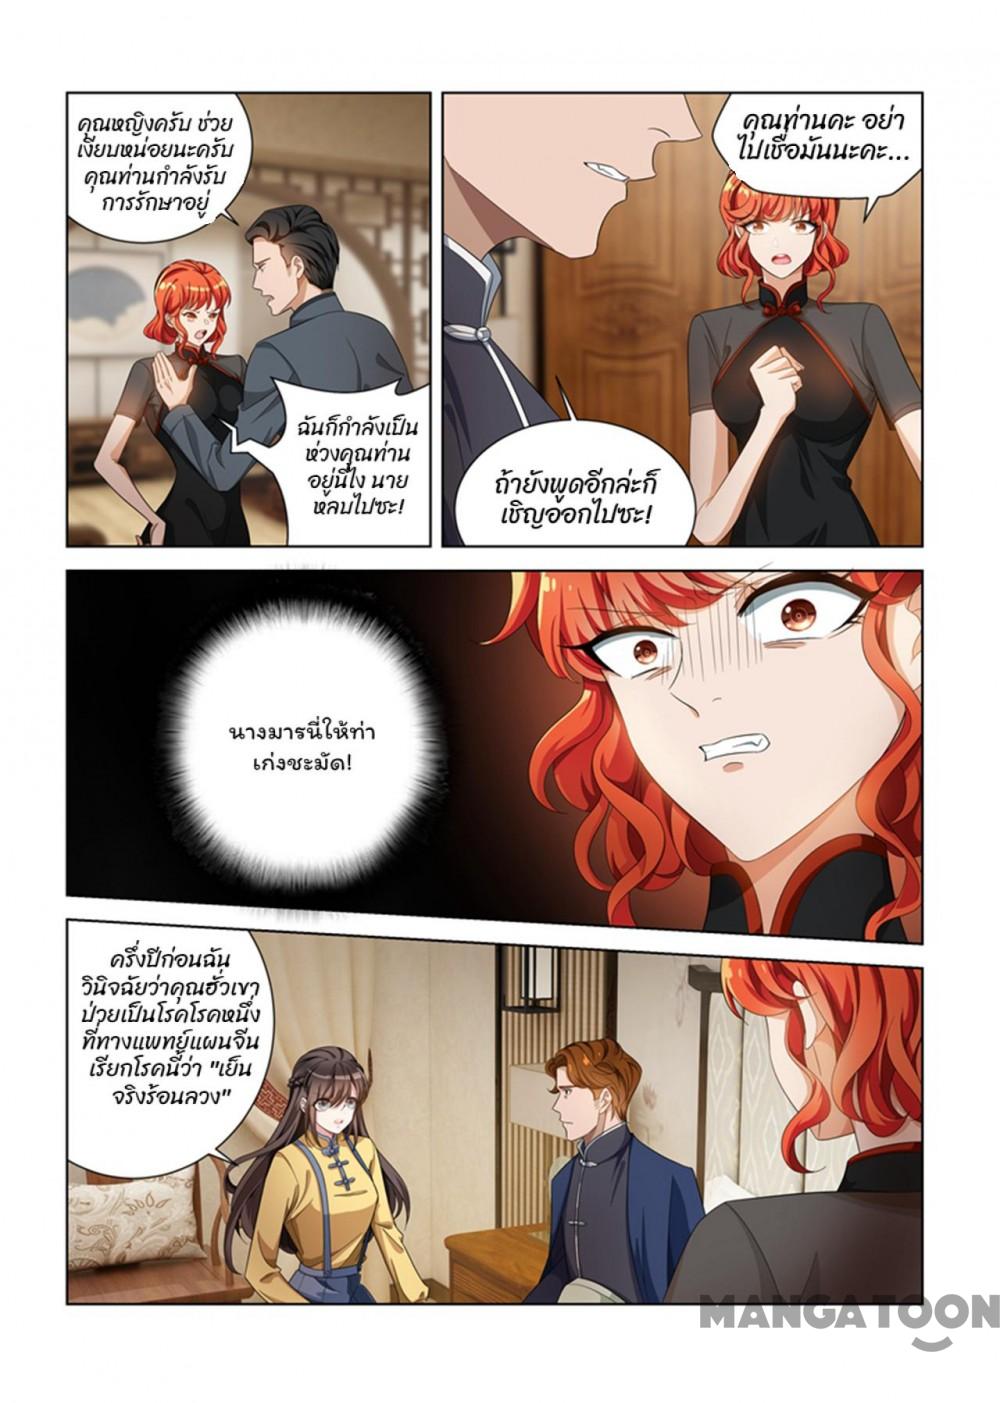 คุณหญิงครับ ช่วย
เงียบหน่อยนะครับ
คุณท่านกำลังรับ
การรักษาอยู่
ฉันก็กำลังเป็น
ห่วงคุณท่าน
อยู่นี่ไง นาย
หลบไปซะ!
คุณท่านคะ อย่า
ไปเชื่อมันนะคะ...
ถ้ายังพูดอีกล่ะก็
เชิญออกไปซะ!
นางมารนี่ให้ท่า
เก่งชะมัด!
ครึ่งปีก่อนฉัน
วินิจฉัยว่าคุณฮั่วเขา
ป่วยเป็นโรคโรคหนึ่ง
ที่ทางแพทย์แผนจีน
เรียกโรคนี้ว่า "เย็น
จริงร้อนลวง"
MANGATOON